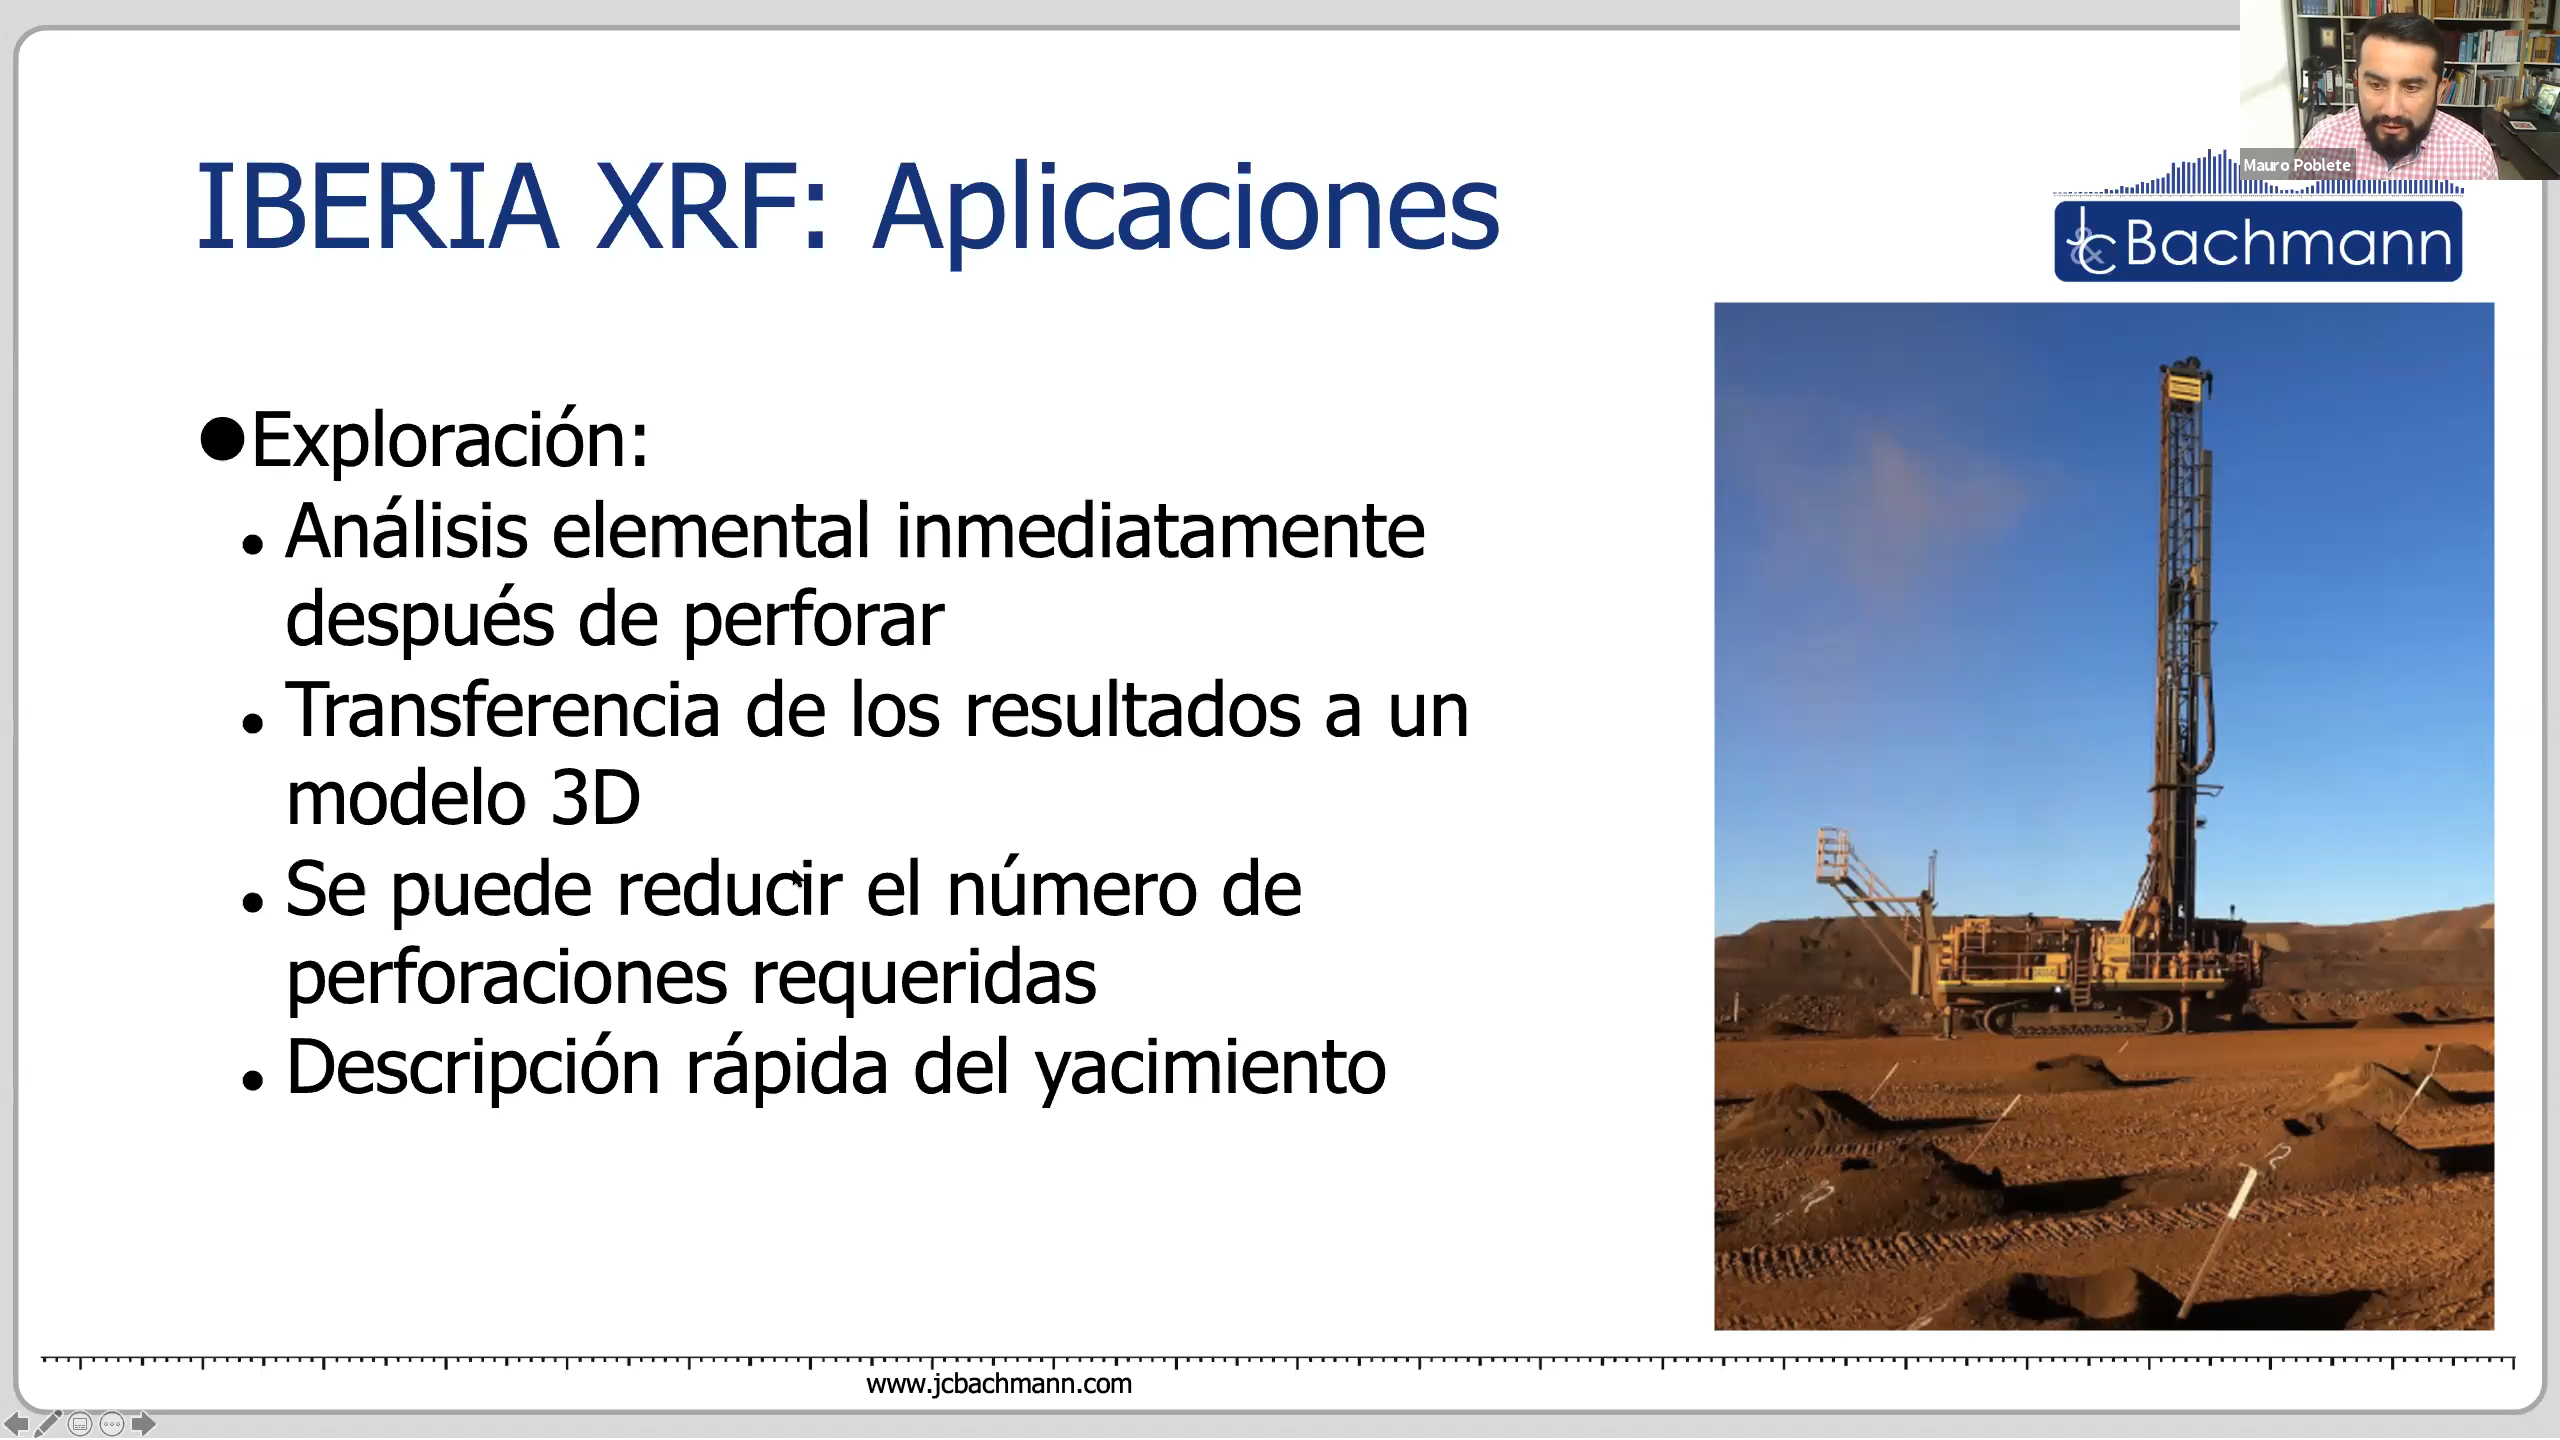 Mauro Poblete
IBERIA XRF: Aplicaciones
J&C Bachmann
●Exploración:
• Análisis elemental inmediatamente
después de perforar
• Transferencia de los resultados a un
modelo 3D
• Se puede reducir el número de
perforaciones requeridas
• Descripción rápida del yacimiento
www.jcbachmann.com